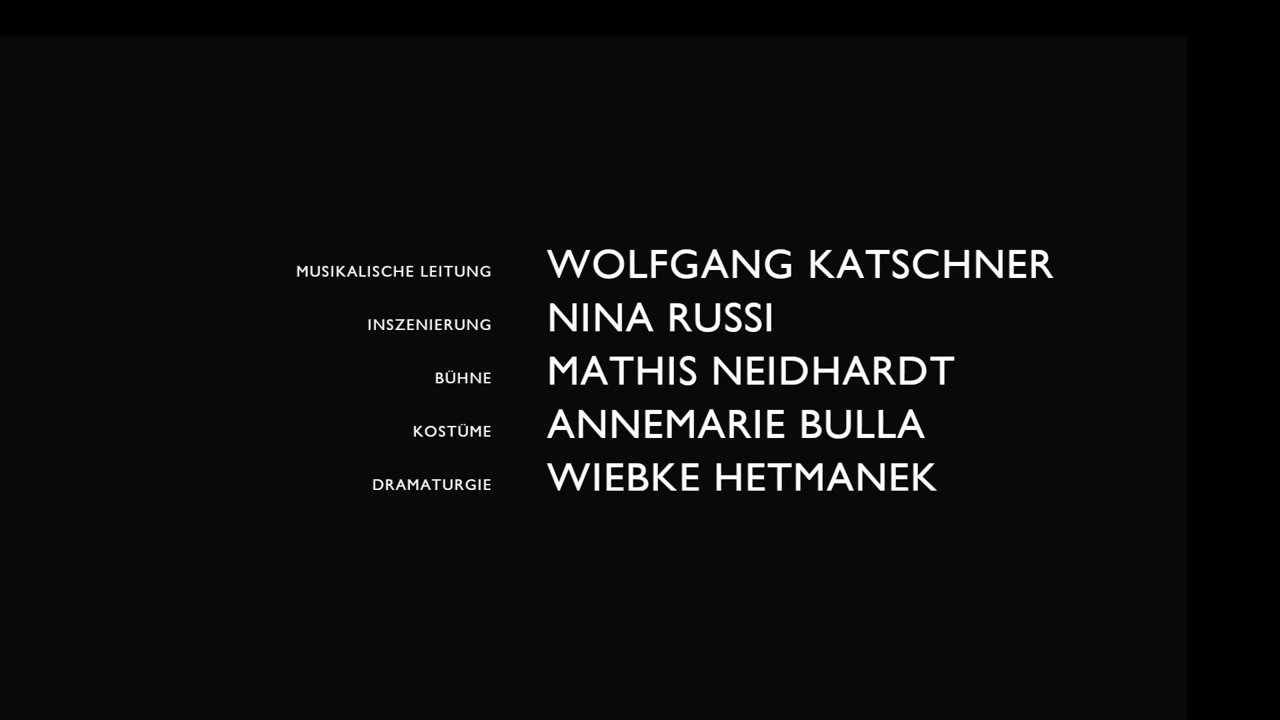 MUSIKALISCHE LEITUNG WOLFGANG KATSCHNER
INSZENIERUNG NINA RUSSI
BÜHNE MATHIS NEIDHARDT
KOSTÜME ANNEMARIE BULLA
DRAMATURGIE WIEBKE HETMANEK